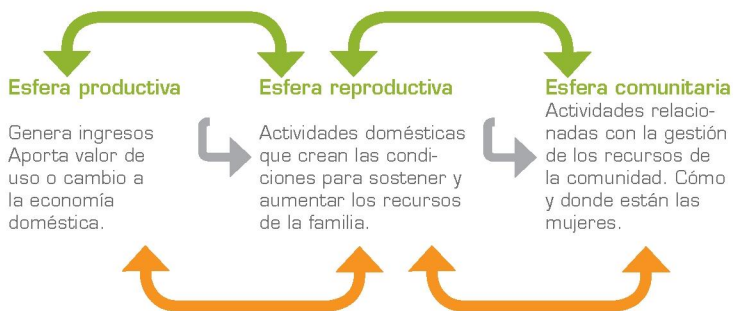 Esfera productiva
Genera ingresos
Aporta valor de
uso o cambio a
la economía
doméstica.
Esfera reproductiva
Actividades domésticas
que crean las condi-
ciones para sostener y
aumentar los recursos
de la familia.
Esfera comunitaria
Actividades relacio-
nadas con la gestión
de los recursos de
la comunidad. Cómo
y donde están las
mujeres.